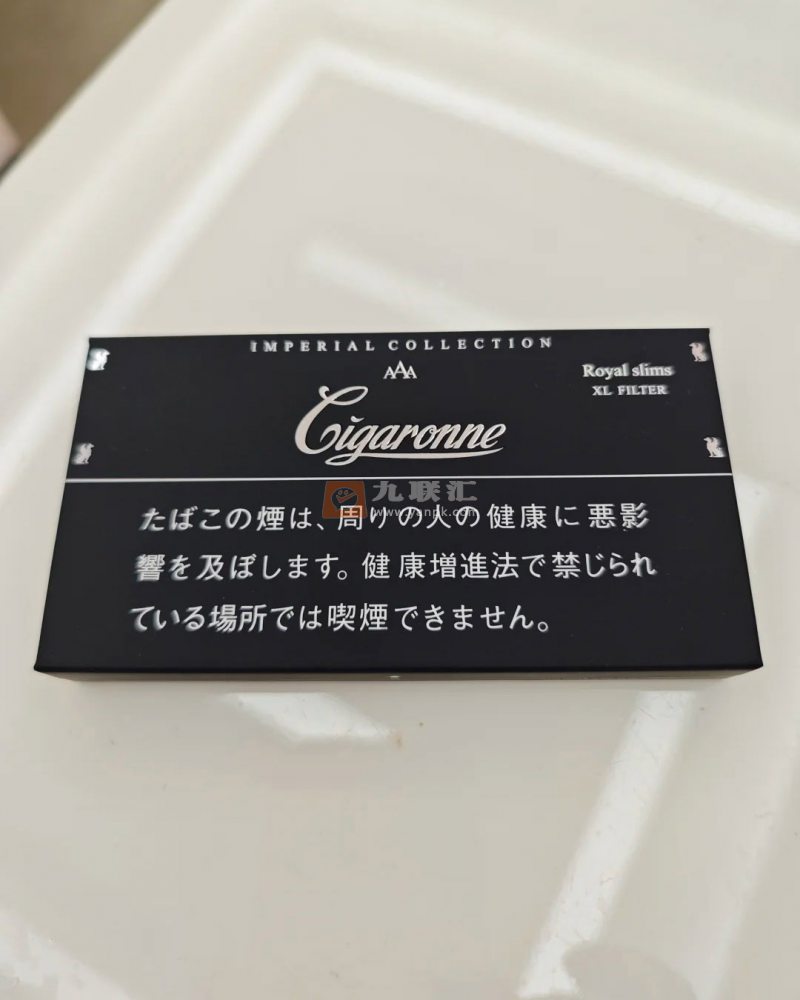 IMPERIAL COLLECTION
AAA
Royal slims
XL FILTER
Cigaronne
九联汇
たばこの煙は、周りの人の健康に悪影
響を及ぼします。健康増進法で禁じられ
ている場所では喫煙できません。